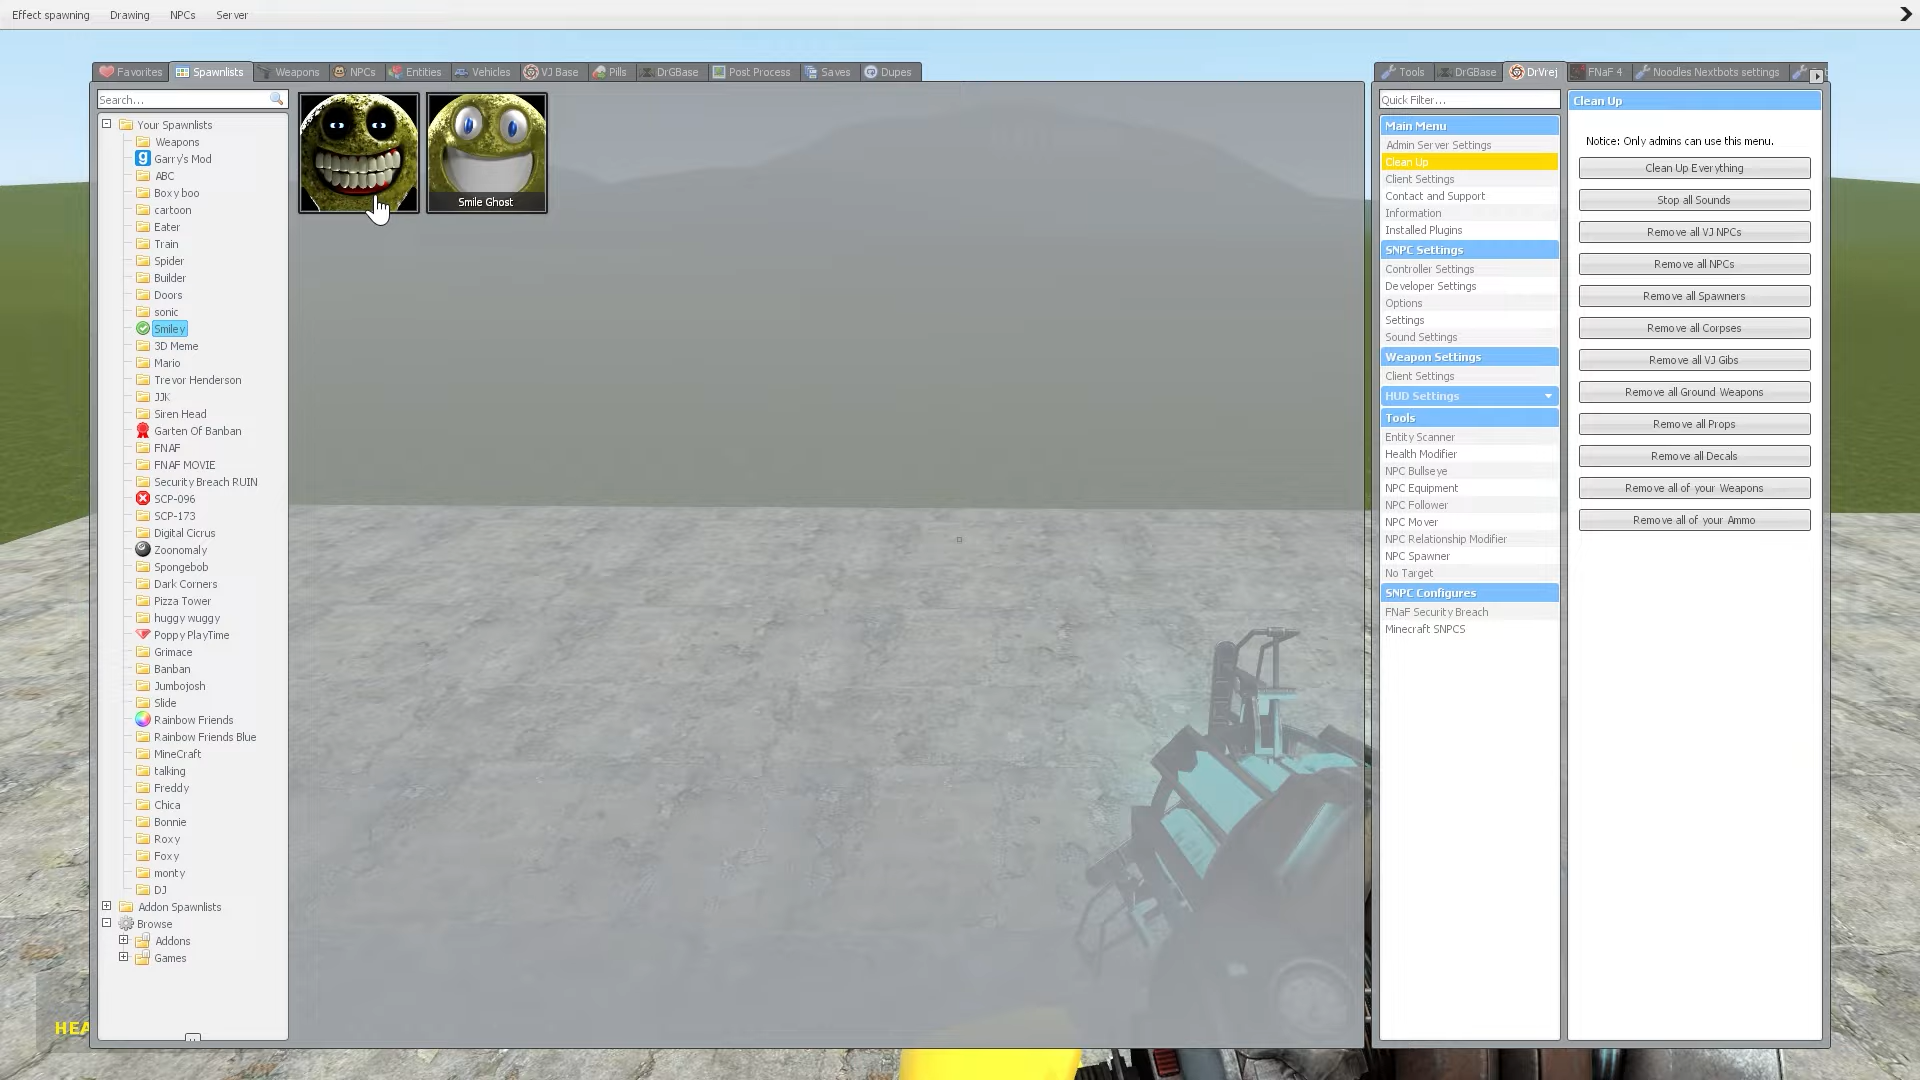 Effect spawning Drawing NPCs Server
Favorites Spawnlists Weapons NPCs Entities Vehicles VJ Base Pills DrGBase Post Process Saves Dupes
Search...
Your Spawnlists
Weapons
Garry's Mod
ABC
Boxy boo
cartoon
Eater
Train
Spider
Builder
Doors
sonic
Smiley
3D Meme
Mario
Trevor Henderson
JJK
Siren Head
Garten Of Banban
FNAF
FNAF MOVIE
Security Breach RUIN
SCP-096
SCP-173
Digital Cicrus
Zoonomaly
Spongebob
Dark Corners
Pizza Tower
huggy wuggy
Poppy PlayTime
Grimace
Banban
Jumbojosh
Slide
Rainbow Friends
Rainbow Friends Blue
MineCraft
talking
Freddy
Chica
Bonnie
Roxy
Foxy
monty
DJ
Addon Spawnlists
Browse
Addons
Games
Smile Ghost
Tools DrGBase DrVrej FNaF 4 Noodles Nextbots settings
Quick Filter...
Main Menu
Admin Server Settings
Clean Up
Client Settings
Contact and Support
Information
Installed Plugins
SNPC Settings
Controller Settings
Developer Settings
Options
Settings
Sound Settings
Weapon Settings
Client Settings
HUD Settings
Tools
Entity Scanner
Health Modifier
NPC Bullseye
NPC Equipment
NPC Follower
NPC Mover
NPC Relationship Modifier
NPC Spawner
No Target
SNPC Configures
FNaF Security Breach
Minecraft SNPCS
Clean Up
Notice: Only admins can use this menu.
Clean Up Everything
Stop all Sounds
Remove all VJ NPCs
Remove all NPCs
Remove all Spawners
Remove all Corpses
Remove all VJ Gibs
Remove all Ground Weapons
Remove all Props
Remove all Decals
Remove all of your Weapons
Remove all of your Ammo
HEA